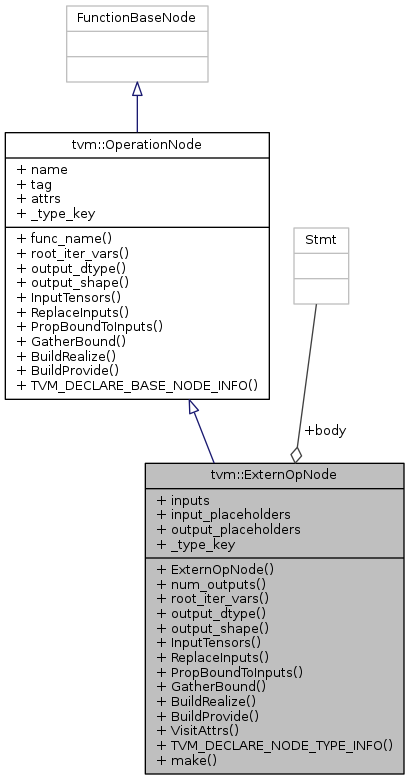 FunctionBaseNode
tvm::OperationNode
+ name
+ tag
+ attrs
+ _type_key
+ func_name()
+ root_iter_vars()
+ output_dtype()
+ output_shape()
+ InputTensors()
+ ReplaceInputs()
+ PropBoundToInputs()
+ GatherBound()
+ BuildRealize()
+ BuildProvide()
+ TVM_DECLARE_BASE_NODE_INFO()
Stmt
+body
tvm::ExternOpNode
+ inputs
+ input_placeholders
+ output_placeholders
+ _type_key
+ ExternOpNode()
+ num_outputs()
+ root_iter_vars()
+ output_dtype()
+ output_shape()
+ InputTensors()
+ ReplaceInputs()
+ PropBoundToInputs()
+ GatherBound()
+ BuildRealize()
+ BuildProvide()
+ VisitAttrs()
+ TVM_DECLARE_NODE_TYPE_INFO()
+ make()